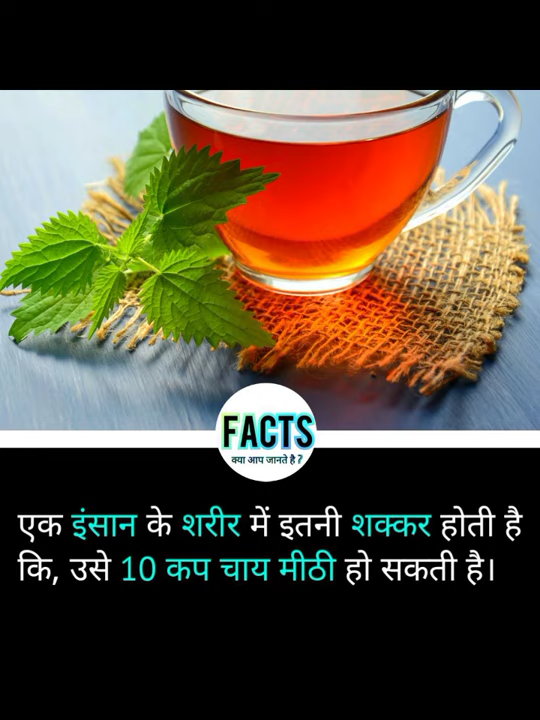 FACTS
क्या आप जानते है ?
एक इंसान के शरीर में इतनी शक्कर होती है
कि, उसे 10 कप चाय मीठी हो सकती है।